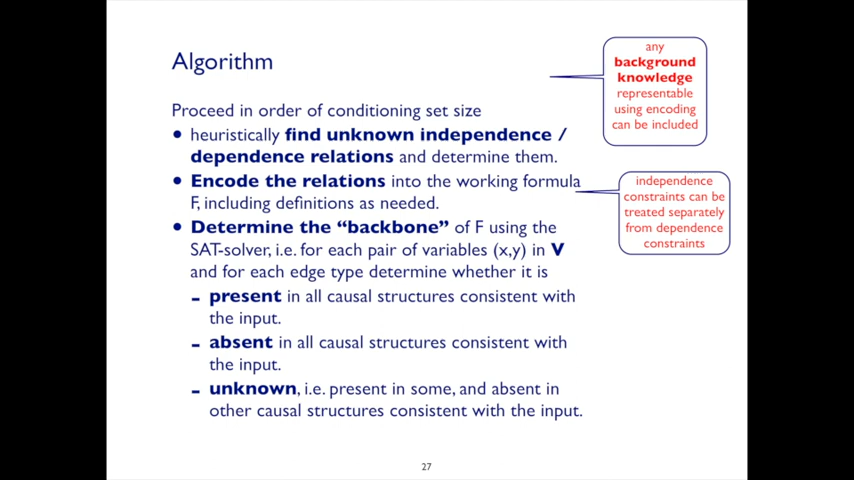 Algorithm
any
background
knowledge
representable
using encoding
can be included
Proceed in order of conditioning set size
• heuristically find unknown independence /
dependence relations and determine them.
• Encode the relations into the working formula
F, including definitions as needed.
independence
constraints can be
treated separately
from dependence
constraints
• Determine the “backbone” of F using the
SAT-solver, i.e. for each pair of variables (x,y) in V
and for each edge type determine whether it is
- present in all causal structures consistent with
the input.
- absent in all causal structures consistent with
the input.
- unknown, i.e. present in some, and absent in
other causal structures consistent with the input.
27